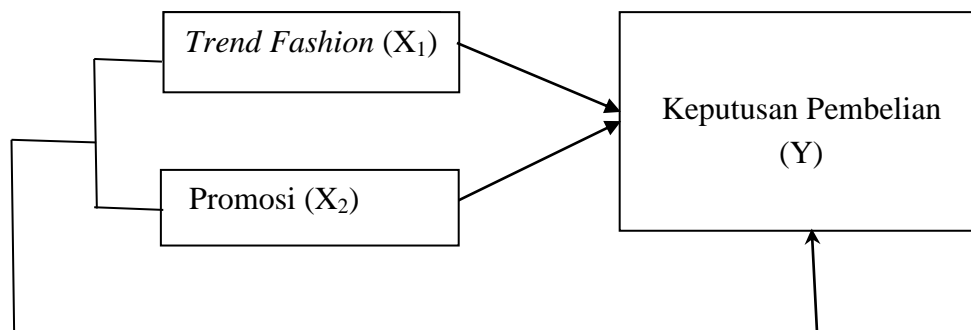 Trend Fashion (X₁)
Keputusan Pembelian
(Y)
Promosi (X₂)